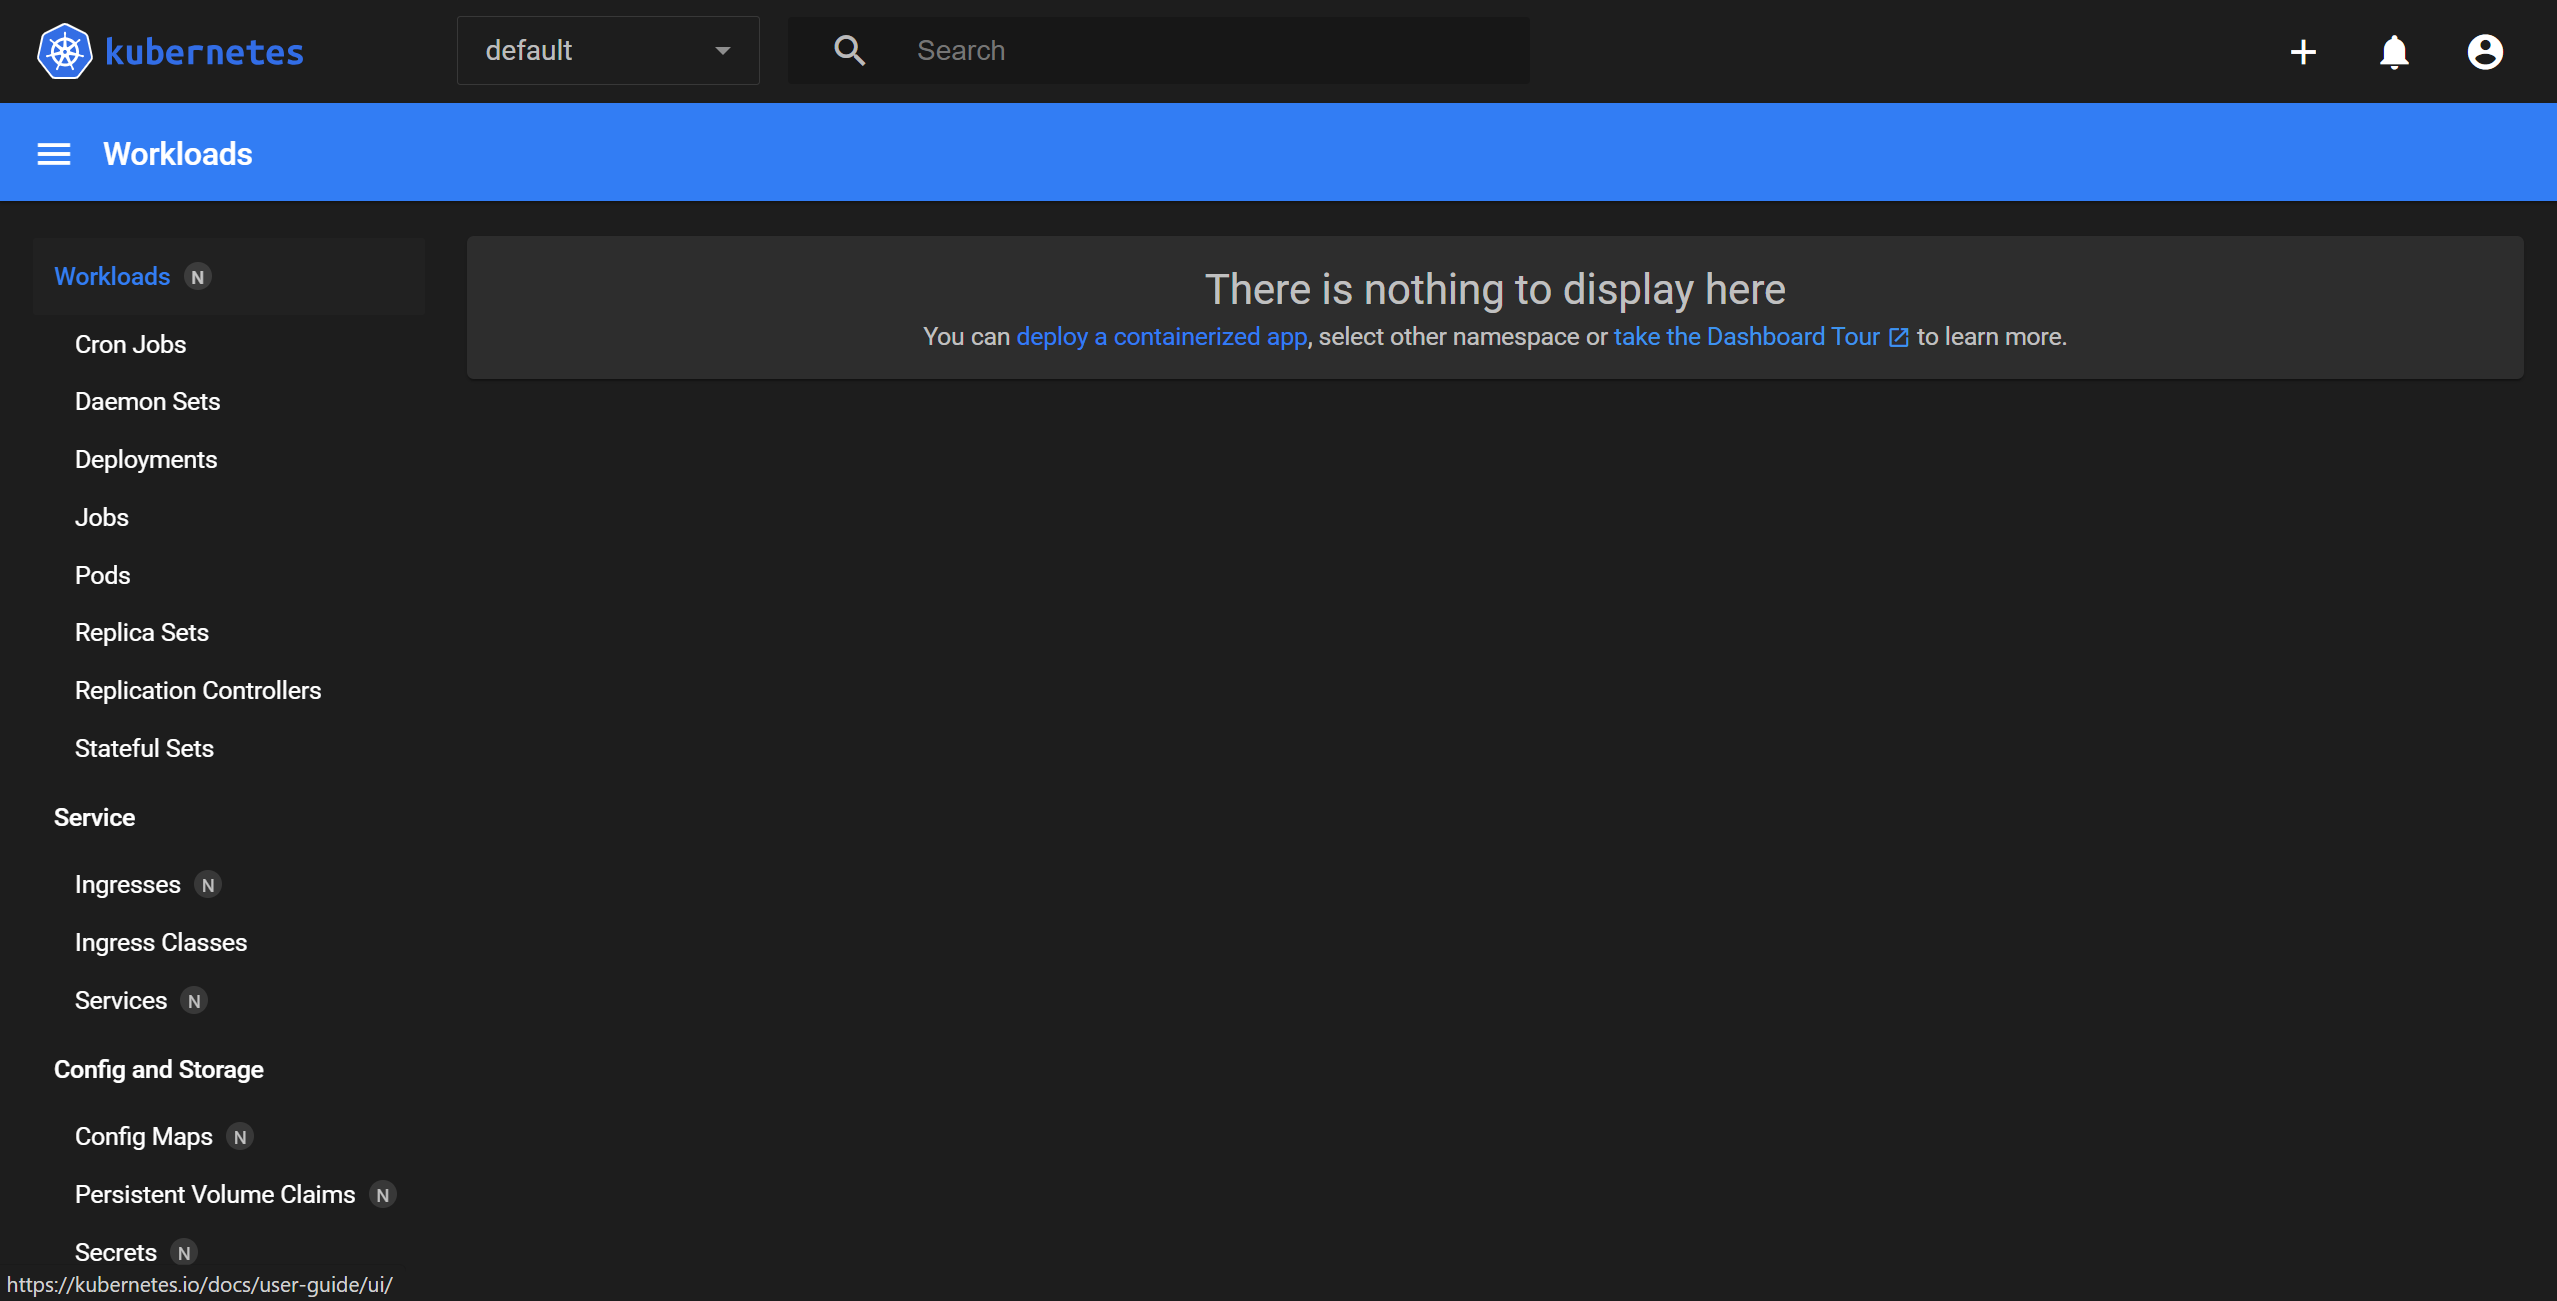 kubernetes
default
Search
Workloads
Workloads N
Cron Jobs
Daemon Sets
Deployments
Jobs
Pods
Replica Sets
Replication Controllers
Stateful Sets
Service
Ingresses N
Ingress Classes
Services N
Config and Storage
Config Maps N
Persistent Volume Claims N
Secrets N
There is nothing to display here
You can deploy a containerized app, select other namespace or take the Dashboard Tour to learn more.
https://kubernetes.io/docs/user-guide/ui/